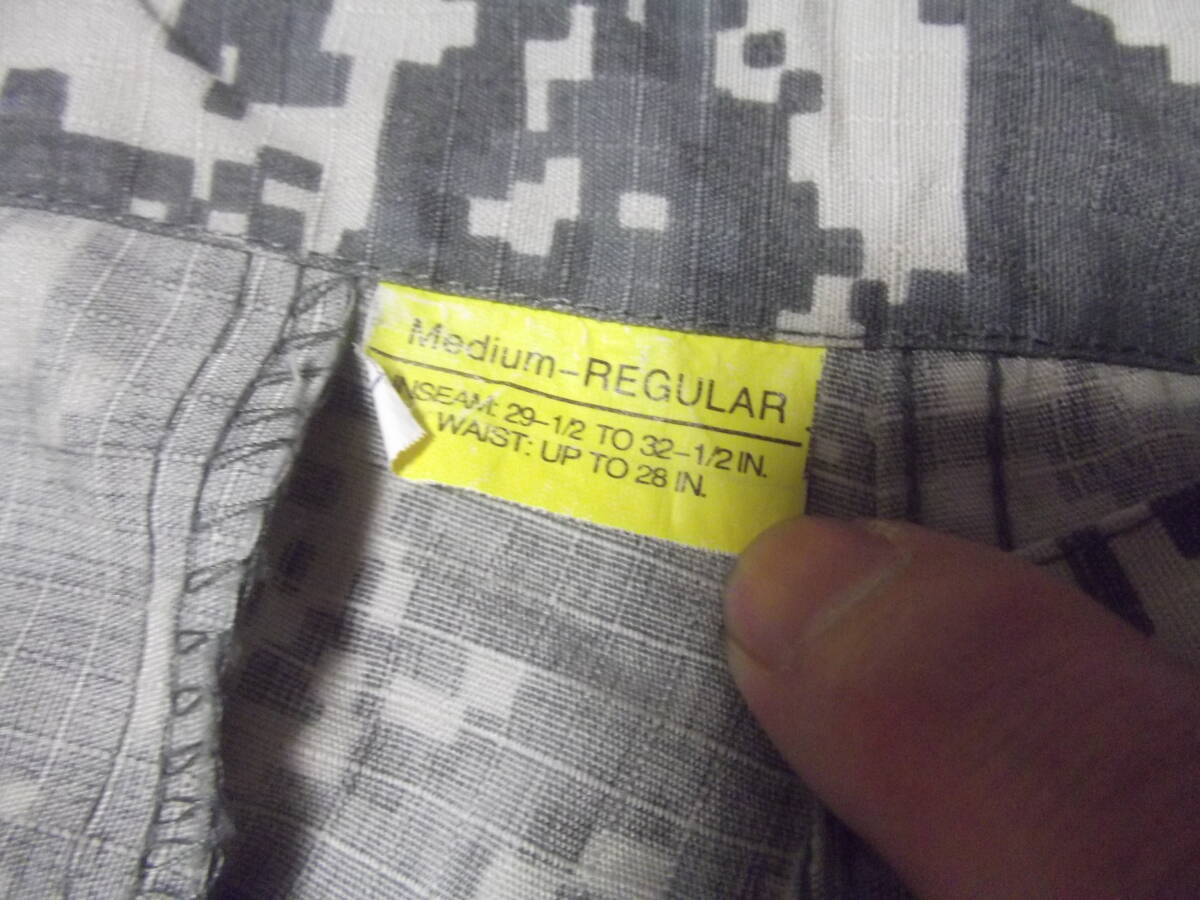 Medium-REGULAR
INSEAM: 29-1/2 TO 32-1/2 IN.
WAIST: UP TO 28 IN.